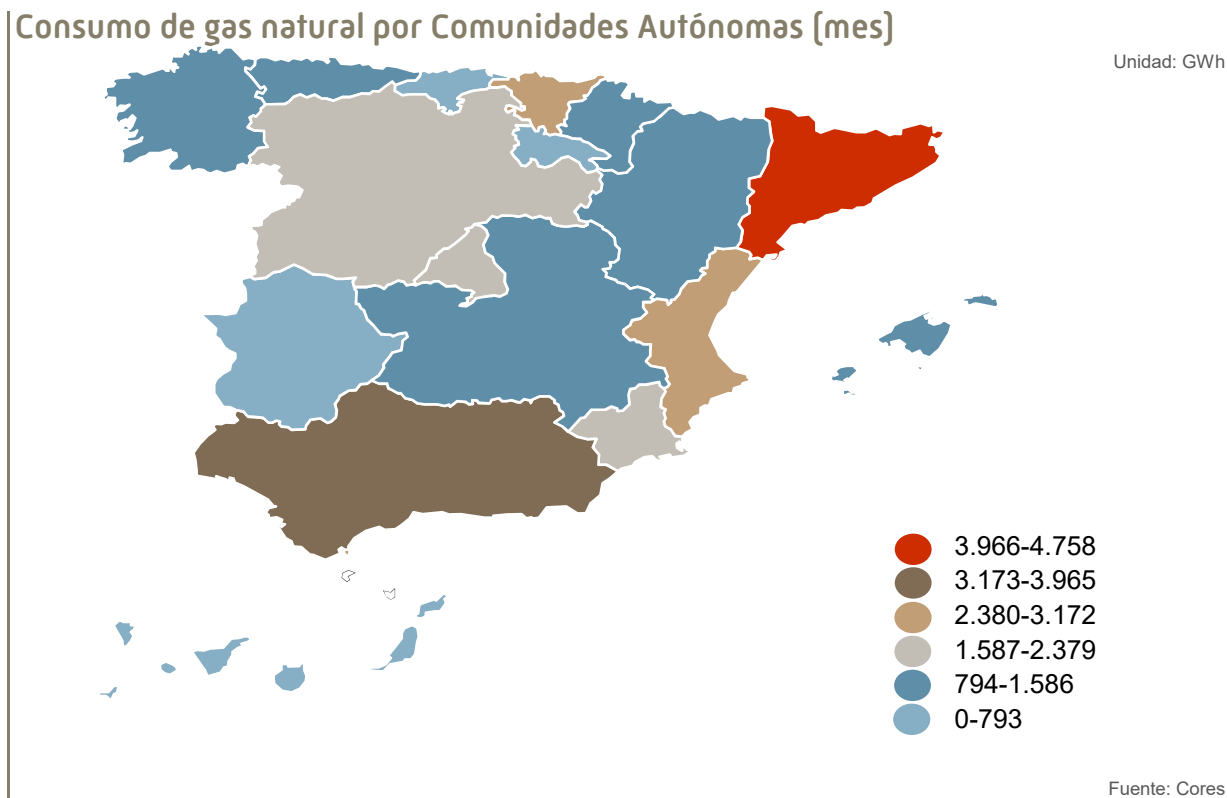 Consumo de gas natural por Comunidades Autónomas (mes)
Unidad: GWh
3.966-4.758
3.173-3.965
2.380-3.172
1.587-2.379
794-1.586
0-793
Fuente: Cores